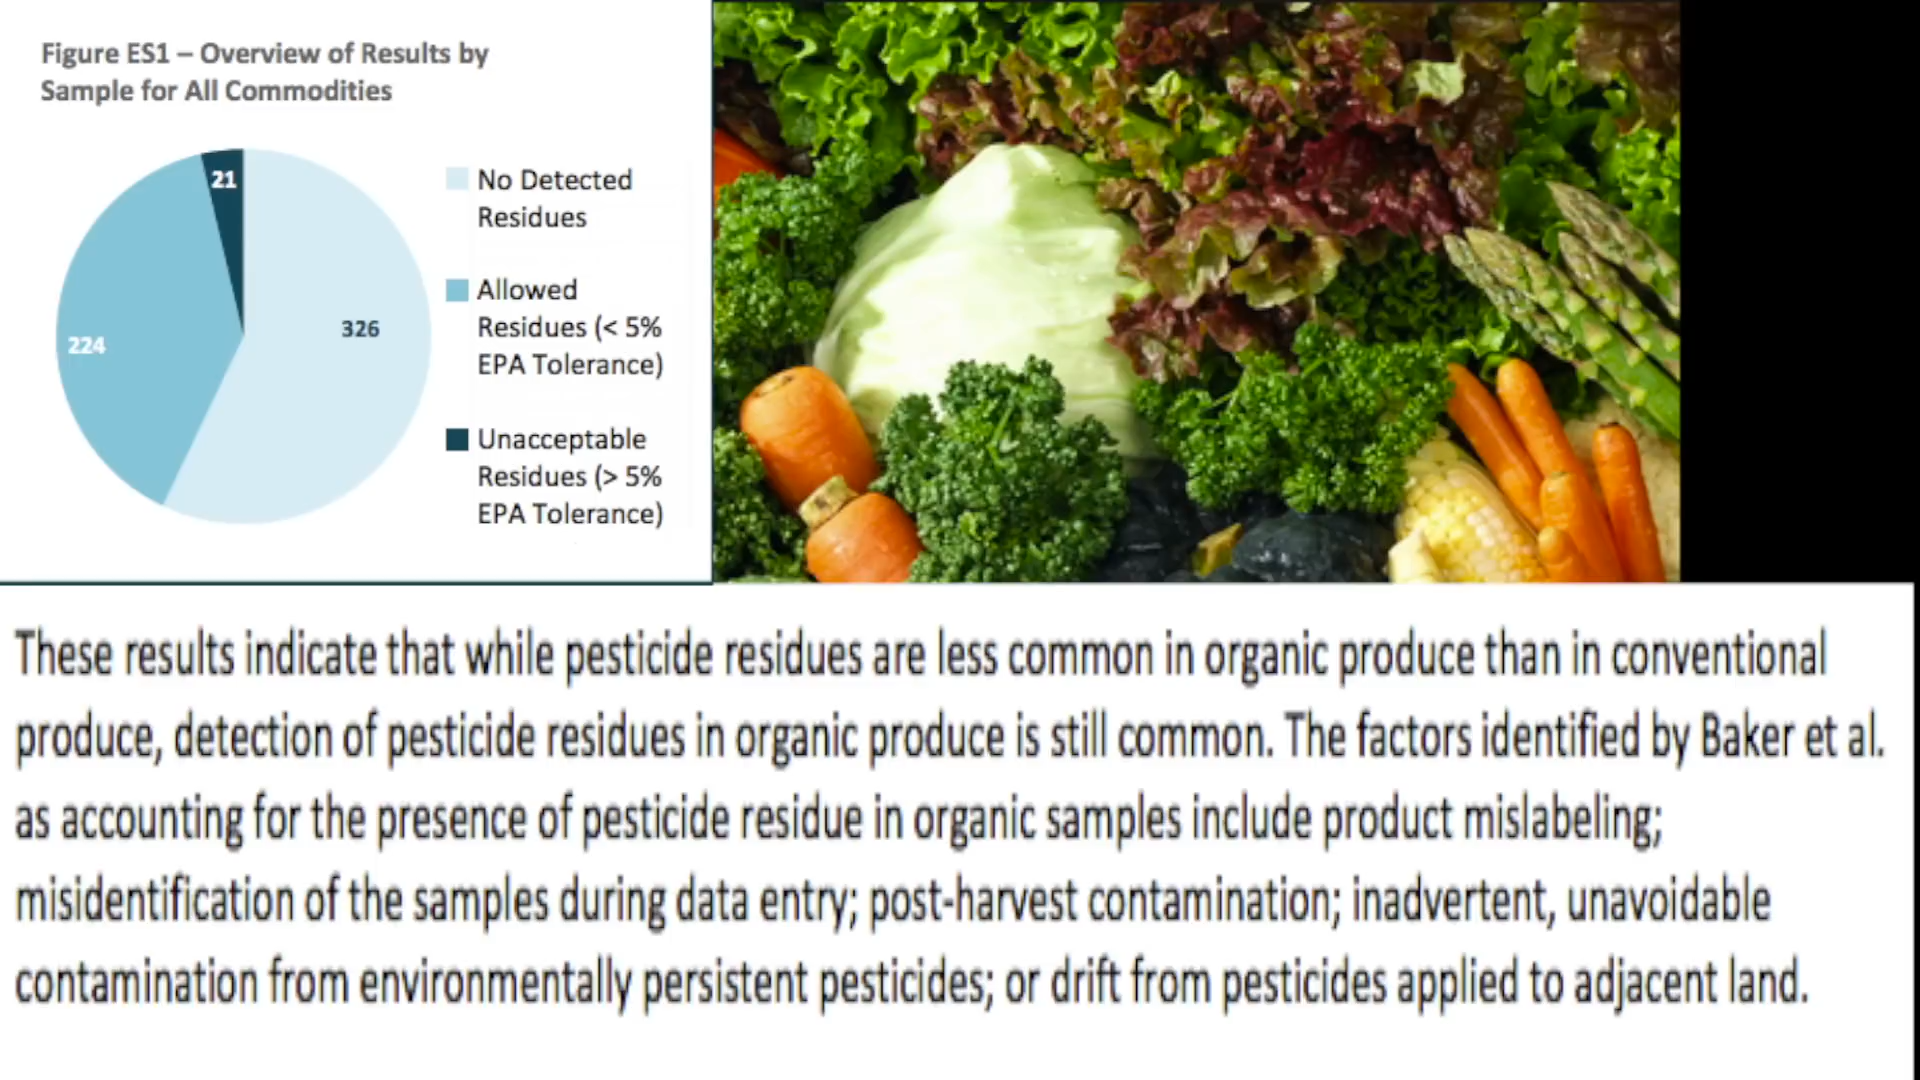 Figure ES1 – Overview of Results by
Sample for All Commodities
21
224
326
No Detected
Residues
Allowed
Residues (< 5%
EPA Tolerance)
Unacceptable
Residues (> 5%
EPA Tolerance)
These results indicate that while pesticide residues are less common in organic produce than in conventional
produce, detection of pesticide residues in organic produce is still common. The factors identified by Baker et al.
as accounting for the presence of pesticide residue in organic samples include product mislabeling;
misidentification of the samples during data entry; post-harvest contamination; inadvertent, unavoidable
contamination from environmentally persistent pesticides; or drift from pesticides applied to adjacent land.